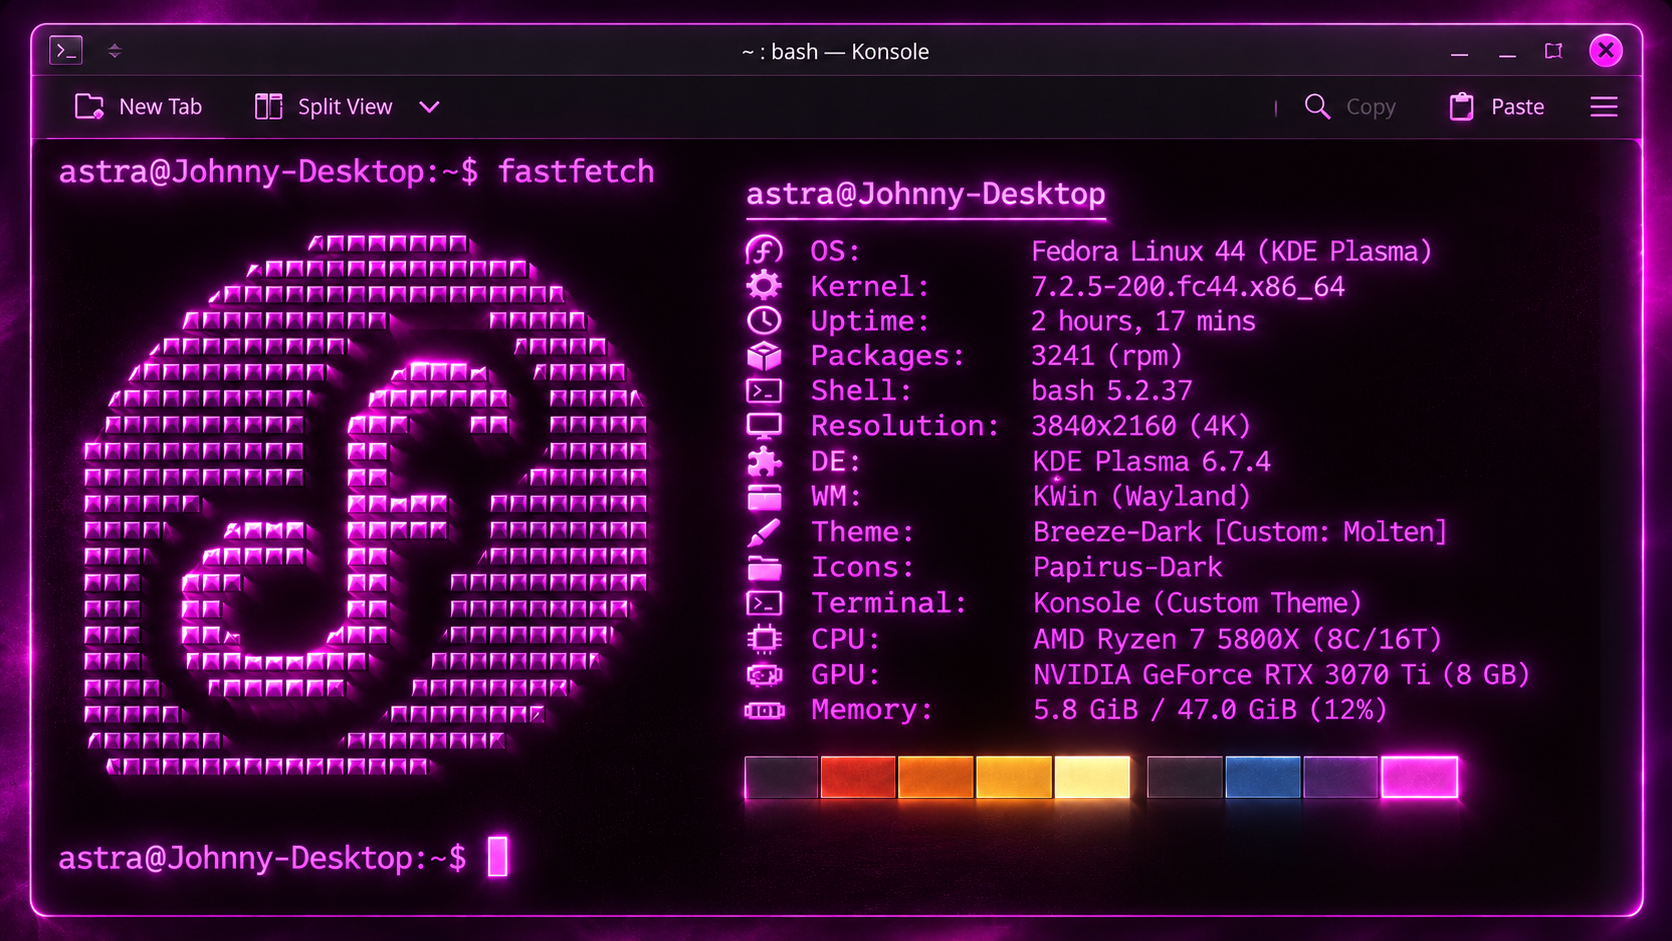 ~ : bash — Konsole
New Tab Split View Copy Paste
astra@Johnny-Desktop:~$ fastfetch
astra@Johnny-Desktop
OS: Fedora Linux 44 (KDE Plasma)
Kernel: 7.2.5-200.fc44.x86_64
Uptime: 2 hours, 17 mins
Packages: 3241 (rpm)
Shell: bash 5.2.37
Resolution: 3840x2160 (4K)
DE: KDE Plasma 6.7.4
WM: KWin (Wayland)
Theme: Breeze-Dark [Custom: Molten]
Icons: Papirus-Dark
Terminal: Konsole (Custom Theme)
CPU: AMD Ryzen 7 5800X (8C/16T)
GPU: NVIDIA GeForce RTX 3070 Ti (8 GB)
Memory: 5.8 GiB / 47.0 GiB (12%)
astra@Johnny-Desktop:~$